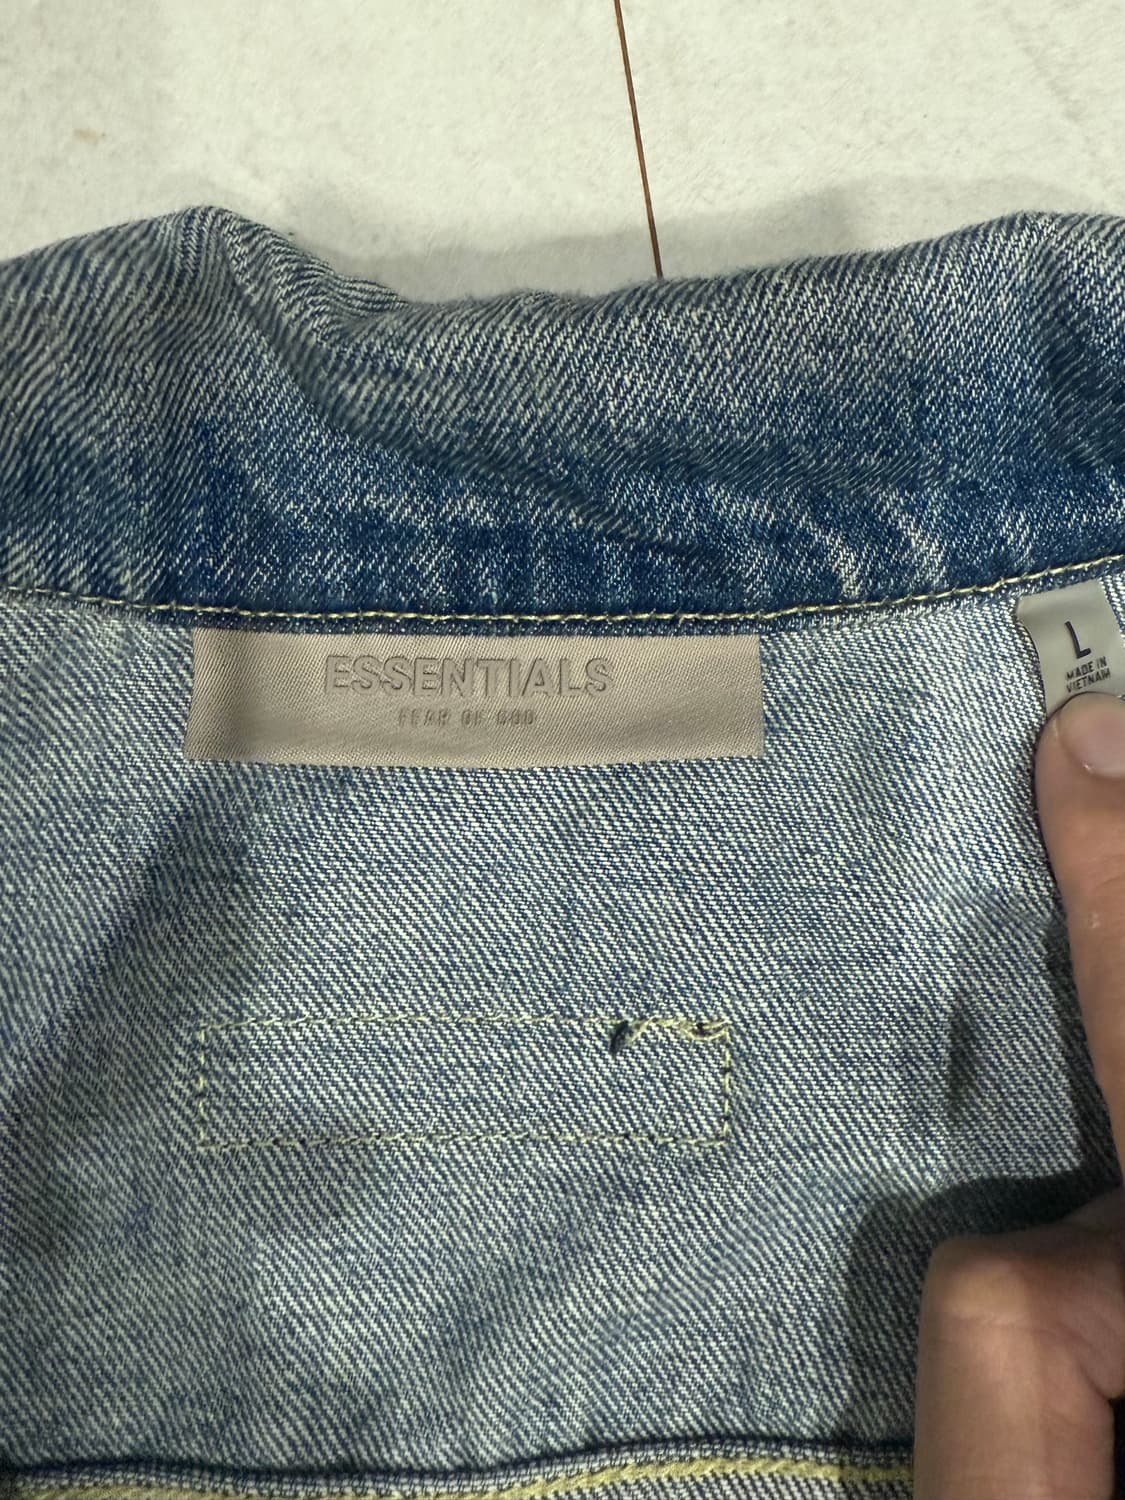 ESSENTIALS
FEAR OF GOD
L
MADE IN
VIETNAM